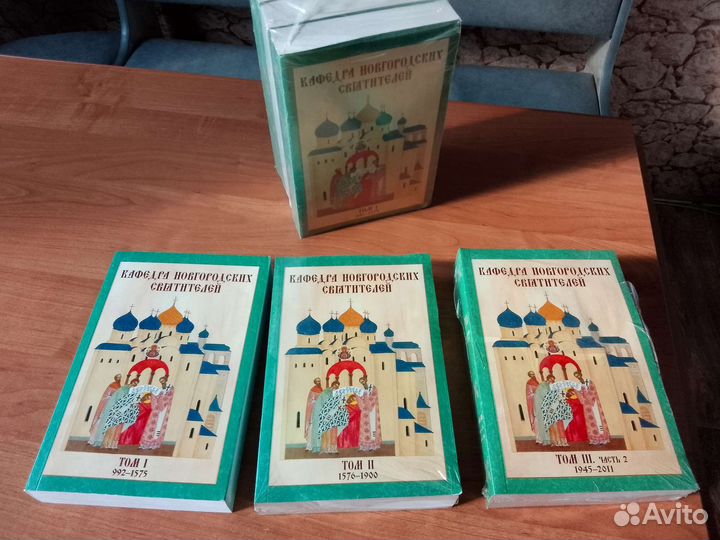 КАФЕДРА НОВГОРОДСКИХ
СВЯТИТЕЛЕЙ
ТОМ I
КАФЕДРА НОВГОРОДСКИХ
СВЯТИТЕЛЕЙ
ТОМ I
992–1575
КАФЕДРА НОВГОРОДСКИХ
СВЯТИТЕЛЕЙ
ТОМ II
1576–1900
КАФЕДРА НОВГОРОДСКИХ
СВЯТИТЕЛЕЙ
ТОМ III. ЧАСТЬ 2
1945–2011
Avito